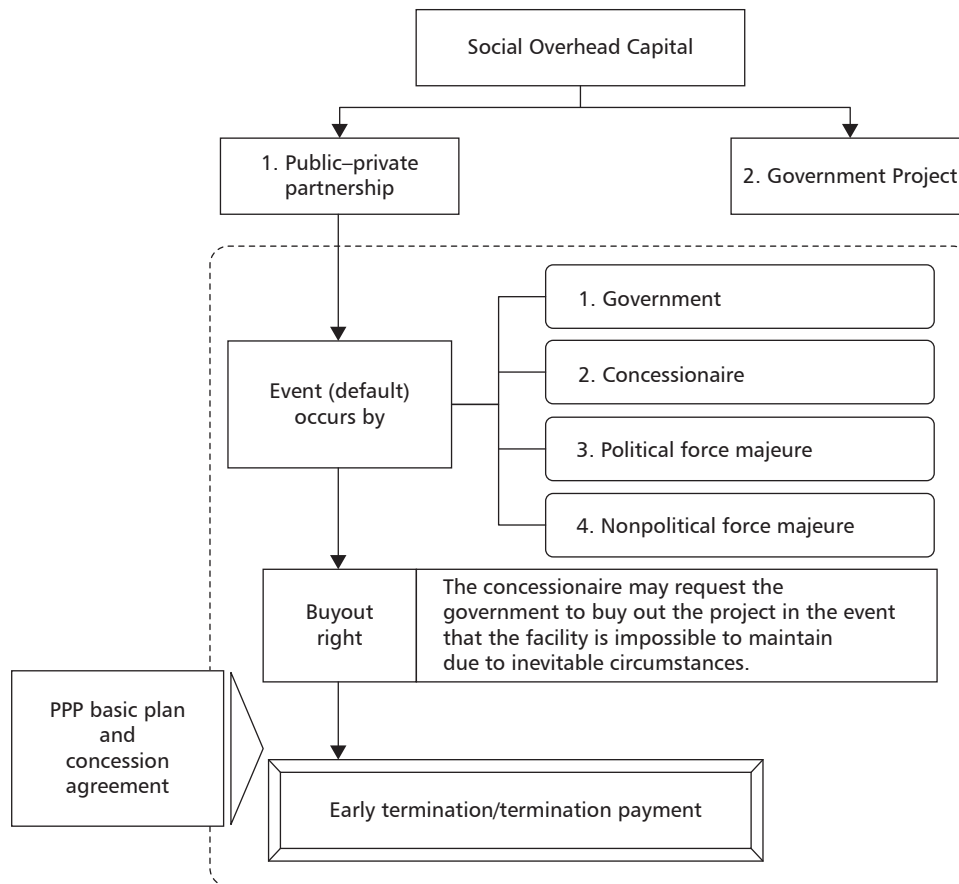 Social Overhead Capital
1. Public–private
partnership
2. Government Project
Event (default)
occurs by
1. Government
2. Concessionaire
3. Political force majeure
4. Nonpolitical force majeure
Buyout
right
The concessionaire may request the
government to buy out the project in the event
that the facility is impossible to maintain
due to inevitable circumstances.
PPP basic plan
and
concession
agreement
Early termination/termination payment